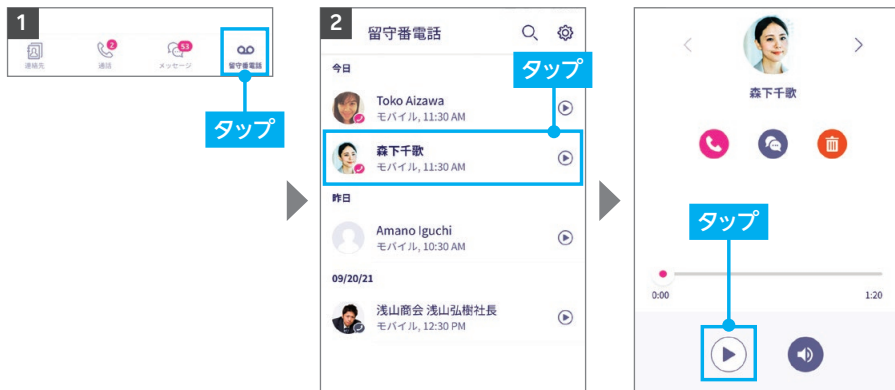 1
2
53
連絡先
通話
メッセージ
留守番電話
タップ
2
留守番電話
今日
タップ
Toko Aizawa
モバイル, 11:30 AM
森下千歌
モバイル, 11:30 AM
昨日
Amano Iguchi
モバイル, 10:30 AM
09/20/21
浅山商会 浅山弘樹社長
モバイル, 12:30 PM
森下千歌
タップ
0:00
1:20